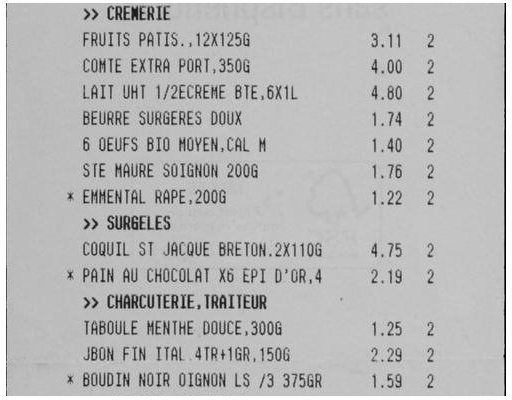 >> CREMERIE
FRUITS PATIS.,12X125G 3.11 2
COMTE EXTRA PORT,350G 4.00 2
LAIT UHT 1/2ECREME BTE,6X1L 4.80 2
BEURRE SURGERES DOUX 1.74 2
6 OEUFS BIO MOYEN,CAL M 1.40 2
STE MAURE SOIGNON 200G 1.76 2
* EMMENTAL RAPE,200G 1.22 2
>> SURGELES
COQUIL ST JACQUE BRETON.2X110G 4.75 2
* PAIN AU CHOCOLAT X6 EPI D'OR,4 2.19 2
>> CHARCUTERIE,TRAITEUR
TABOULE MENTHE DOUCE,300G 1.25 2
JBON FIN ITAL.4TR+1GR,150G 2.29 2
* BOUDIN NOIR OIGNON LS /3 375GR 1.59 2